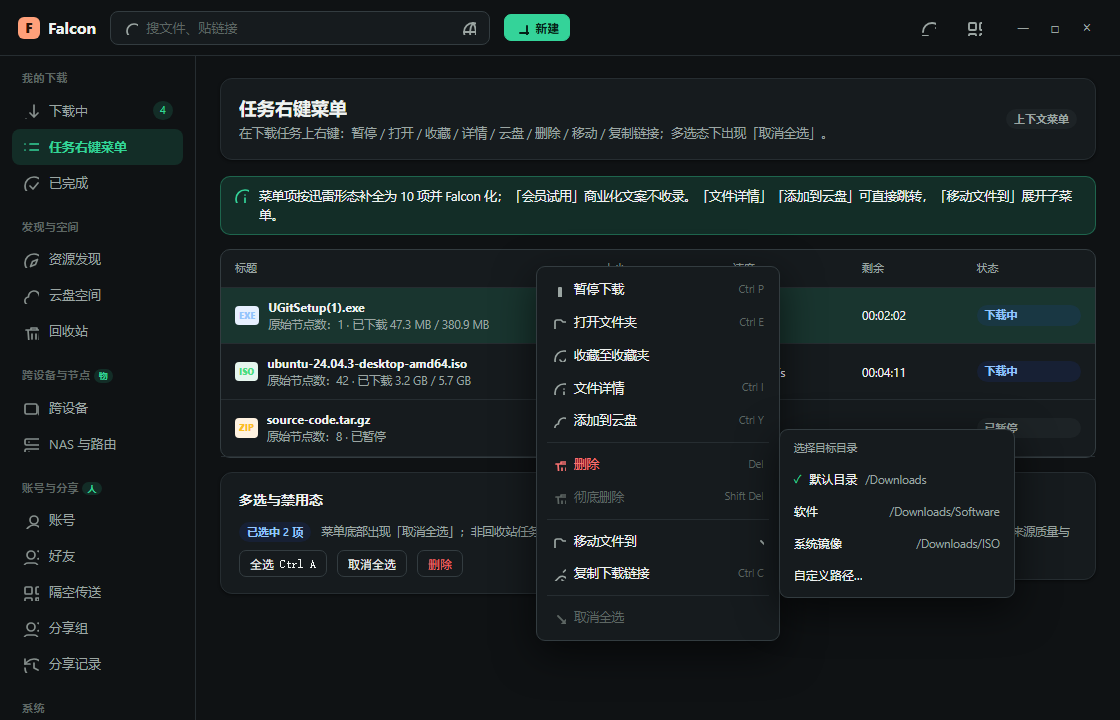 F Falcon
搜文件、贴链接
新建
我的下载
下载中 4
任务右键菜单
已完成
发现与空间
资源发现
云盘空间
回收站
跨设备与节点 物
跨设备
NAS 与路由
账号与分享 人
账号
好友
隔空传送
分享组
分享记录
系统
任务右键菜单
在下载任务上右键：暂停 / 打开 / 收藏 / 详情 / 云盘 / 删除 / 移动 / 复制链接；多选态下出现「取消全选」。
上下文菜单
菜单项按迅雷形态补全为 10 项并 Falcon 化；「会员试用」商业化文案不收录。「文件详情」「添加到云盘」可直接跳转，「移动文件到」展开子菜
单。
标题 剩余 状态
EXE UGitSetup(1).exe
原始节点数：1 · 已下载 47.3 MB / 380.9 MB
00:02:02 下载中
ISO ubuntu-24.04.3-desktop-amd64.iso
原始节点数：42 · 已下载 3.2 GB / 5.7 GB
s 00:04:11 下载中
ZIP source-code.tar.gz
原始节点数：8 · 已暂停
已暂停
多选与禁用态
已选中 2 项 菜单底部出现「取消全选」；非回收站任务
来源质量与
全选 Ctrl A 取消全选 删除
暂停下载 Ctrl P
打开文件夹 Ctrl E
收藏至收藏夹
文件详情 Ctrl I
添加到云盘 Ctrl Y
删除 Del
彻底删除 Shift Del
移动文件到
复制下载链接 Ctrl C
取消全选
选择目标目录
✓ 默认目录 /Downloads
软件 /Downloads/Software
系统镜像 /Downloads/ISO
自定义路径...